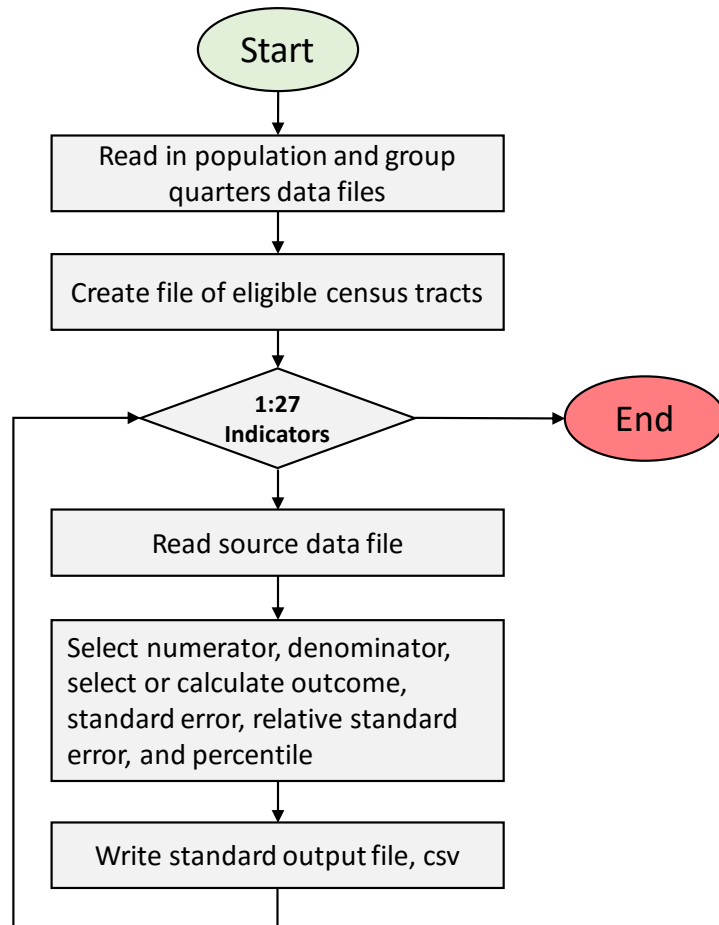 Start
Read in population and group
quarters data files
Create file of eligible census tracts
1:27
Indicators
End
Read source data file
Select numerator, denominator,
select or calculate outcome,
standard error, relative standard
error, and percentile
Write standard output file, csv